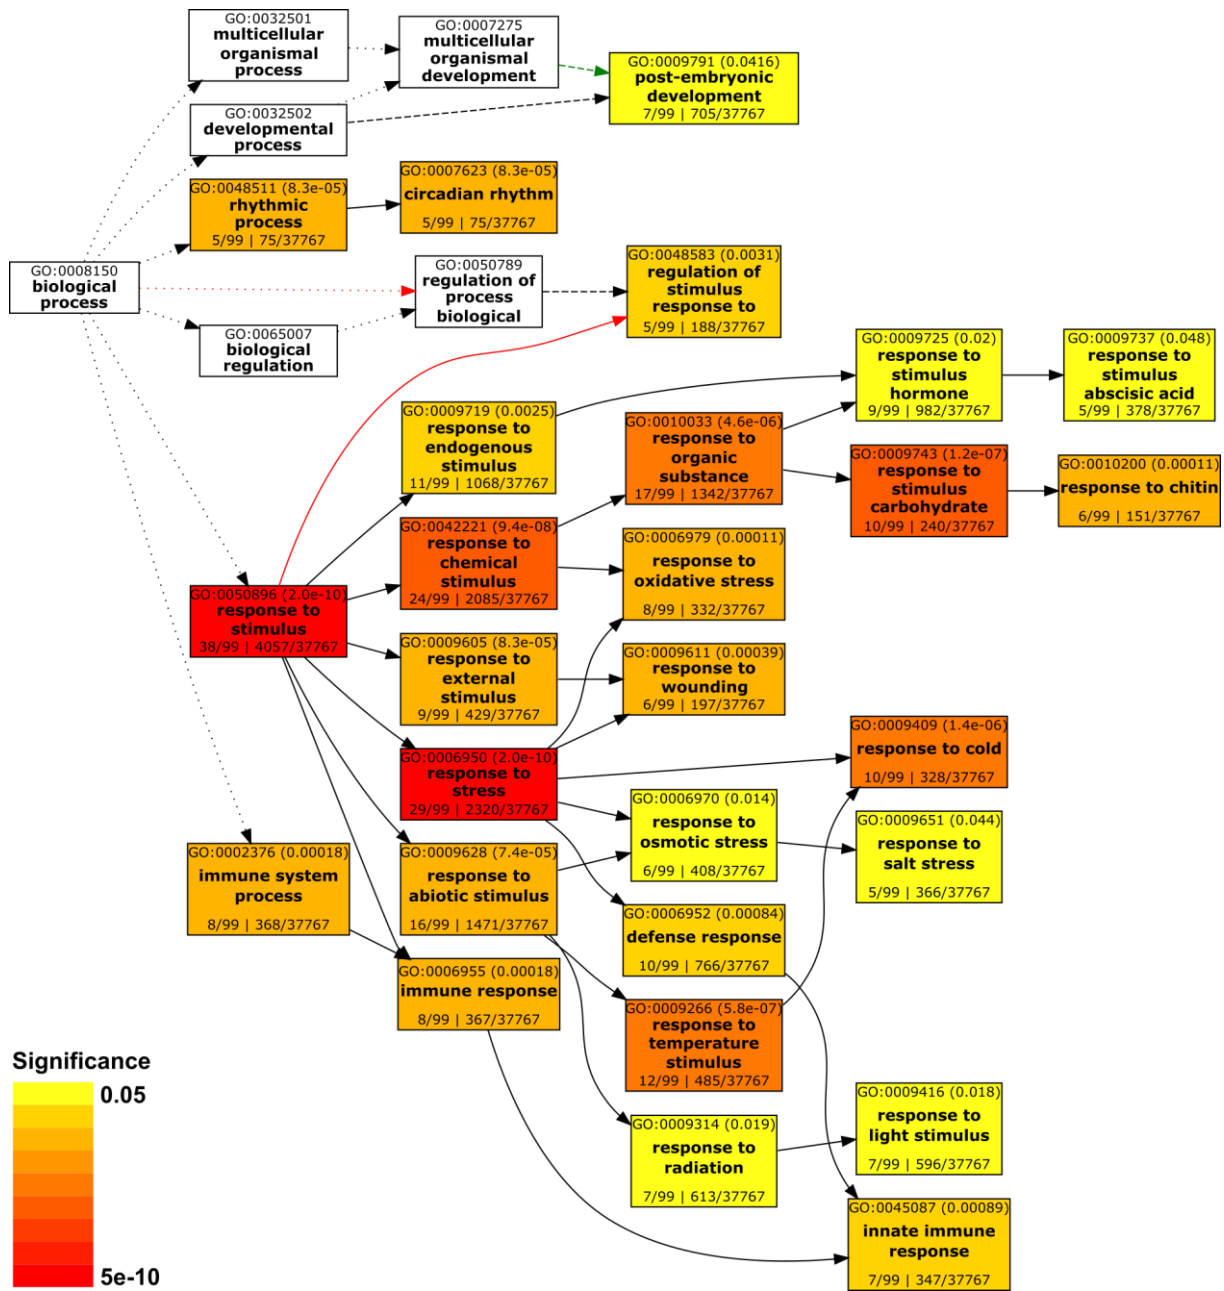 GO:0032501
multicellular
organismal
process
GO:0007275
multicellular
organismal
development
GO:0009791 (0.0416)
post-embryonic
development
7/99 | 705/37767
GO:0032502
developmental
process
GO:0048511 (8.3e-05)
rhythmic
process
5/99 | 75/37767
GO:0007623 (8.3e-05)
circadian rhythm
5/99 | 75/37767
GO:0008150
biological
process
GO:0050789
regulation of
process
biological
GO:0048583 (0.0031)
regulation of
stimulus
response to
5/99 | 188/37767
GO:0065007
biological
regulation
GO:0009725 (0.02)
response to
stimulus
hormone
9/99 | 982/37767
GO:0009737 (0.048)
response to
stimulus
abscisic acid
5/99 | 378/37767
GO:0009719 (0.0025)
response to
endogenous
stimulus
11/99 | 1068/37767
GO:0010033 (4.6e-06)
response to
organic
substance
17/99 | 1342/37767
GO:0009743 (1.2e-07)
response to
stimulus
carbohydrate
10/99 | 240/37767
GO:0010200 (0.00011)
response to chitin
6/99 | 151/37767
GO:0042221 (9.4e-08)
response to
chemical
stimulus
24/99 | 2085/37767
GO:0006979 (0.00011)
response to
oxidative stress
8/99 | 332/37767
GO:0050896 (2.0e-10)
response to
stimulus
38/99 | 4057/37767
GO:0009605 (8.3e-05)
response to
external
stimulus
9/99 | 429/37767
GO:0009611 (0.00039)
response to
wounding
6/99 | 197/37767
GO:0006950 (2.0e-10)
response to
stress
29/99 | 2320/37767
GO:0009409 (1.4e-06)
response to cold
10/99 | 328/37767
GO:0006970 (0.014)
response to
osmotic stress
6/99 | 408/37767
GO:0009651 (0.044)
response to
salt stress
5/99 | 366/37767
GO:0002376 (0.00018)
immune system
process
8/99 | 368/37767
GO:0009628 (7.4e-05)
response to
abiotic stimulus
16/99 | 1471/37767
GO:0006952 (0.00084)
defense response
10/99 | 766/37767
GO:0006955 (0.00018)
immune response
8/99 | 367/37767
GO:0009266 (5.8e-07)
response to
temperature
stimulus
12/99 | 485/37767
GO:0009416 (0.018)
response to
light stimulus
7/99 | 596/37767
GO:0009314 (0.019)
response to
radiation
7/99 | 613/37767
GO:0045087 (0.00089)
innate immune
response
7/99 | 347/37767
Significance
0.05
5e-10